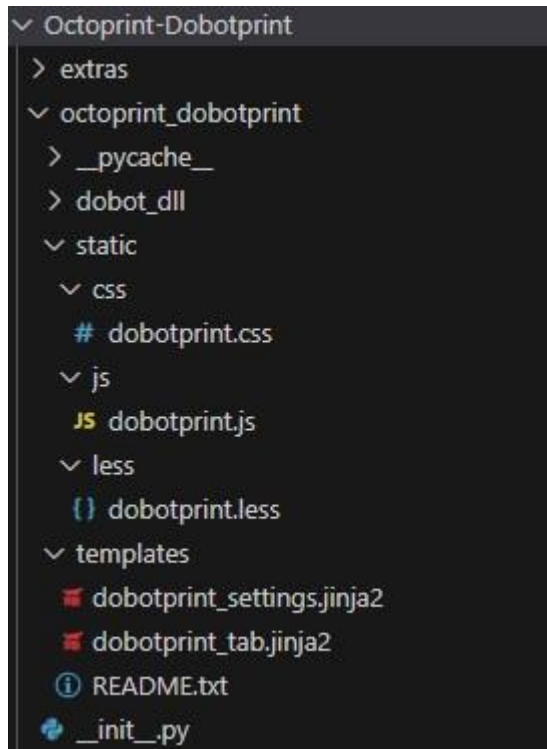 Octoprint-Dobotprint
extras
octoprint_dobotprint
__pycache__
dobot_dll
static
css
# dobotprint.css
js
JS dobotprint.js
less
{} dobotprint.less
templates
dobotprint_settings.jinja2
dobotprint_tab.jinja2
README.txt
__init__.py